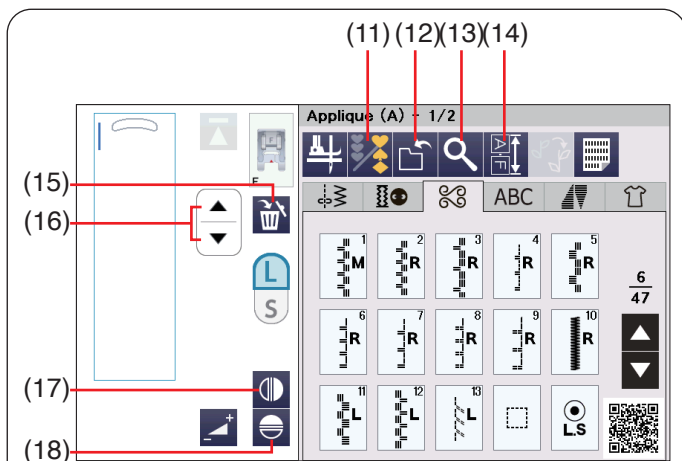 (11) (12) (13) (14)
Applique (A) - 1/2
F
A F
(15)
(16)
ABC
L
S
1 M
2 R
3 R
4 R
5 R
6
47
6 R
7 R
8 R
9 R
10 R
(17)
11 L
12 L
13 L
L.S
(18)